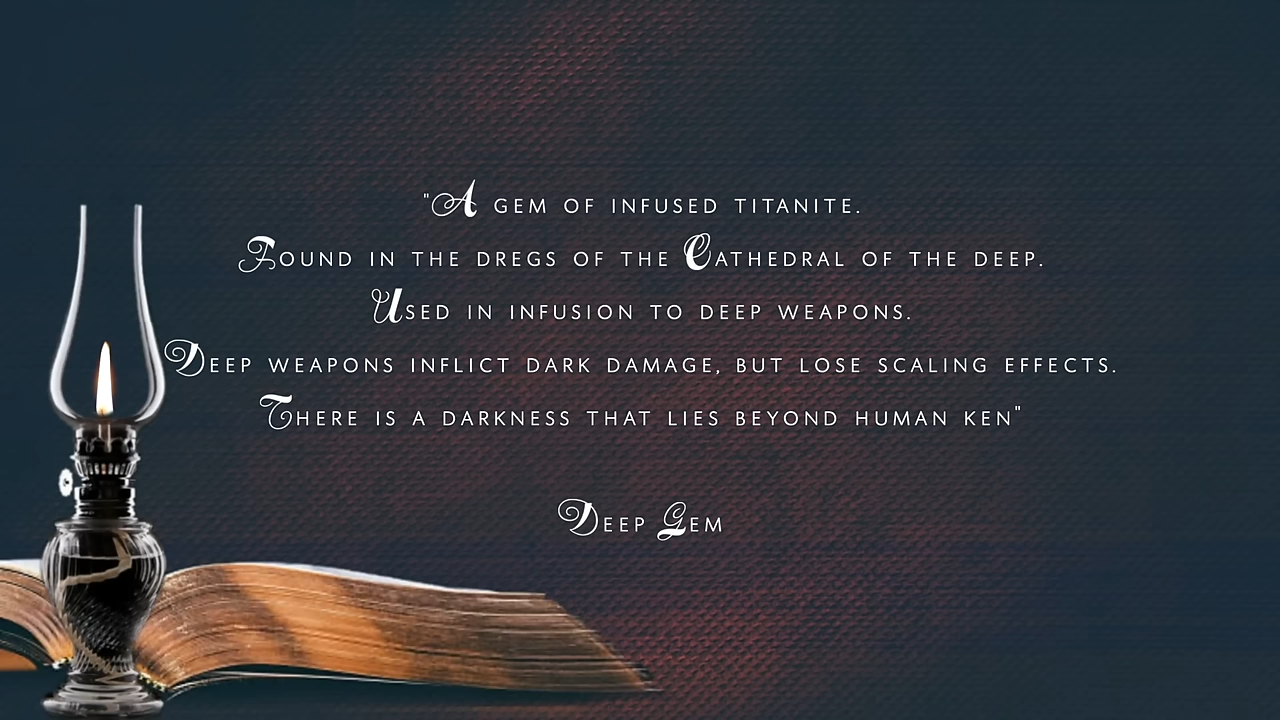 "A gem of infused titanite.
Found in the dregs of the Cathedral of the deep.
Used in infusion to deep weapons.
Deep weapons inflict dark damage, but lose scaling effects.
There is a darkness that lies beyond human ken"
Deep Gem